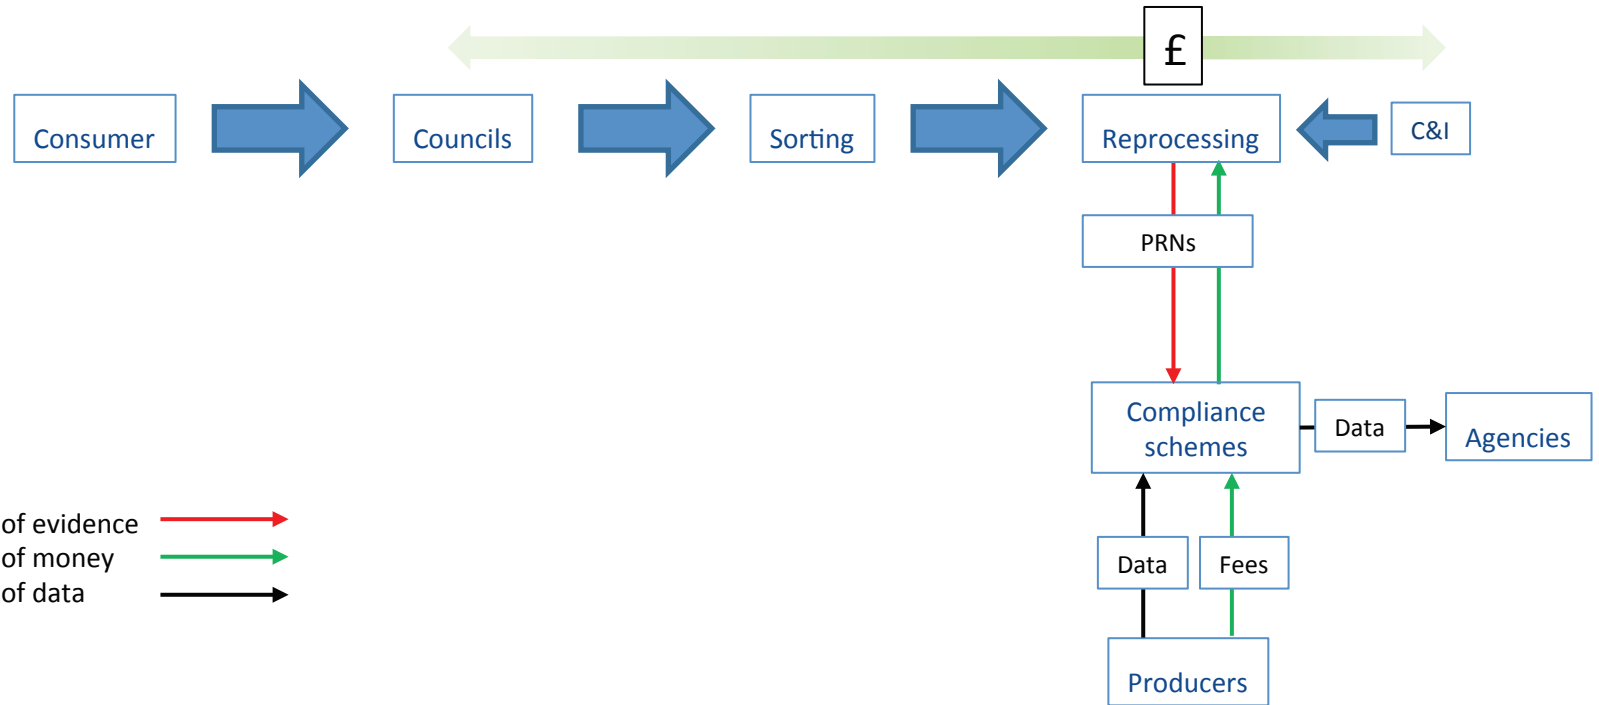 £
Consumer
Councils
Sorting
Reprocessing
C&I
PRNs
Compliance
schemes
Data
Agencies
of evidence
of money
of data
Data
Fees
Producers